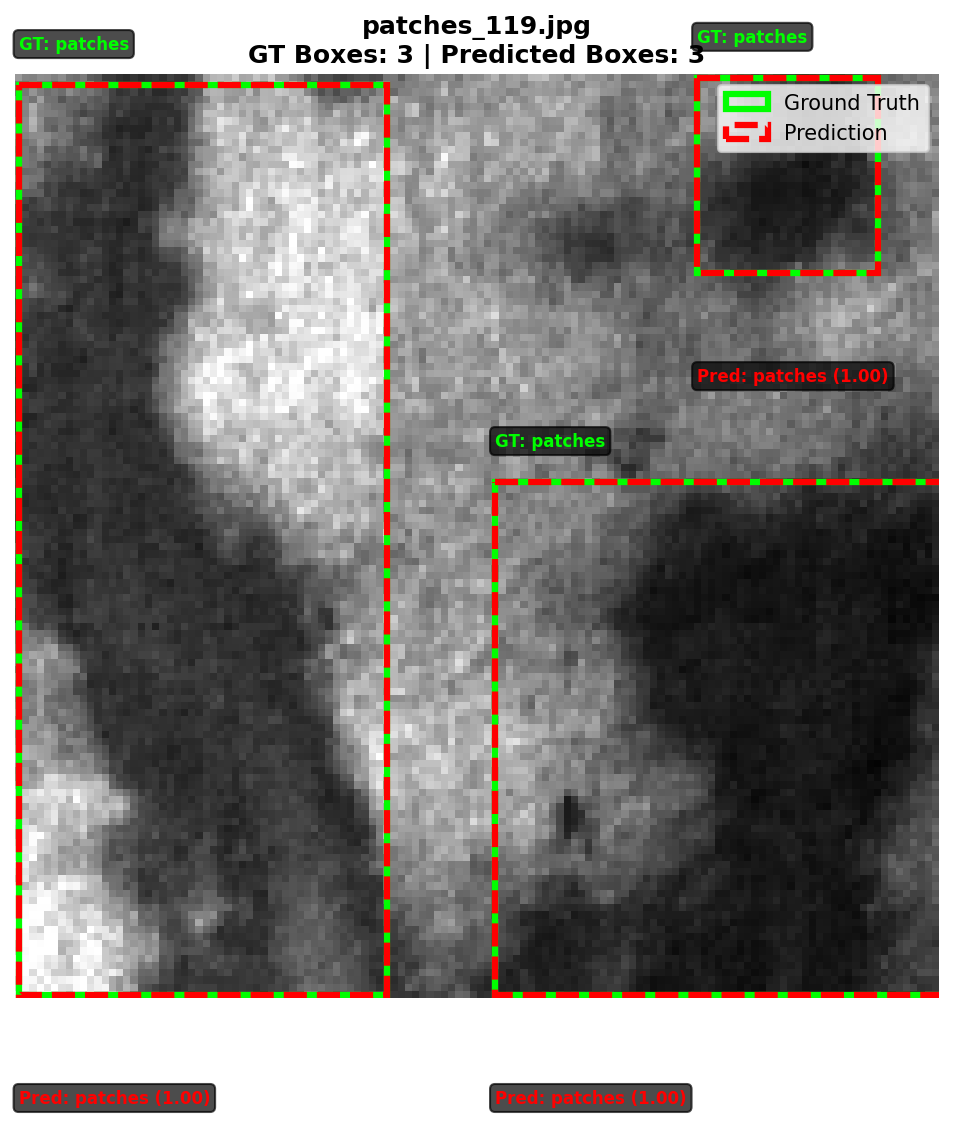 patches_119.jpg
GT Boxes: 3 | Predicted Boxes: 3
GT: patches
GT: patches
Ground Truth
Prediction
Pred: patches (1.00)
GT: patches
Pred: patches (1.00)
Pred: patches (1.00)